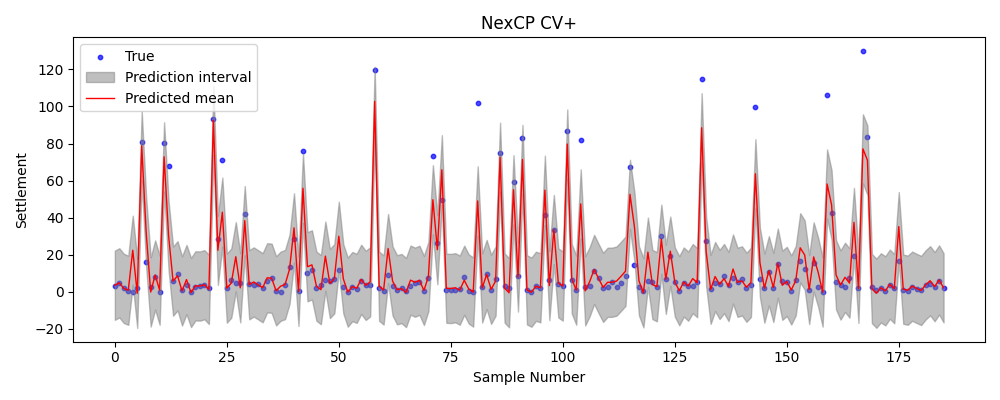 NexCP CV+
True
Prediction interval
Predicted mean
Settlement
120
100
80
60
40
20
0
−20
0
25
50
75
100
125
150
175
Sample Number